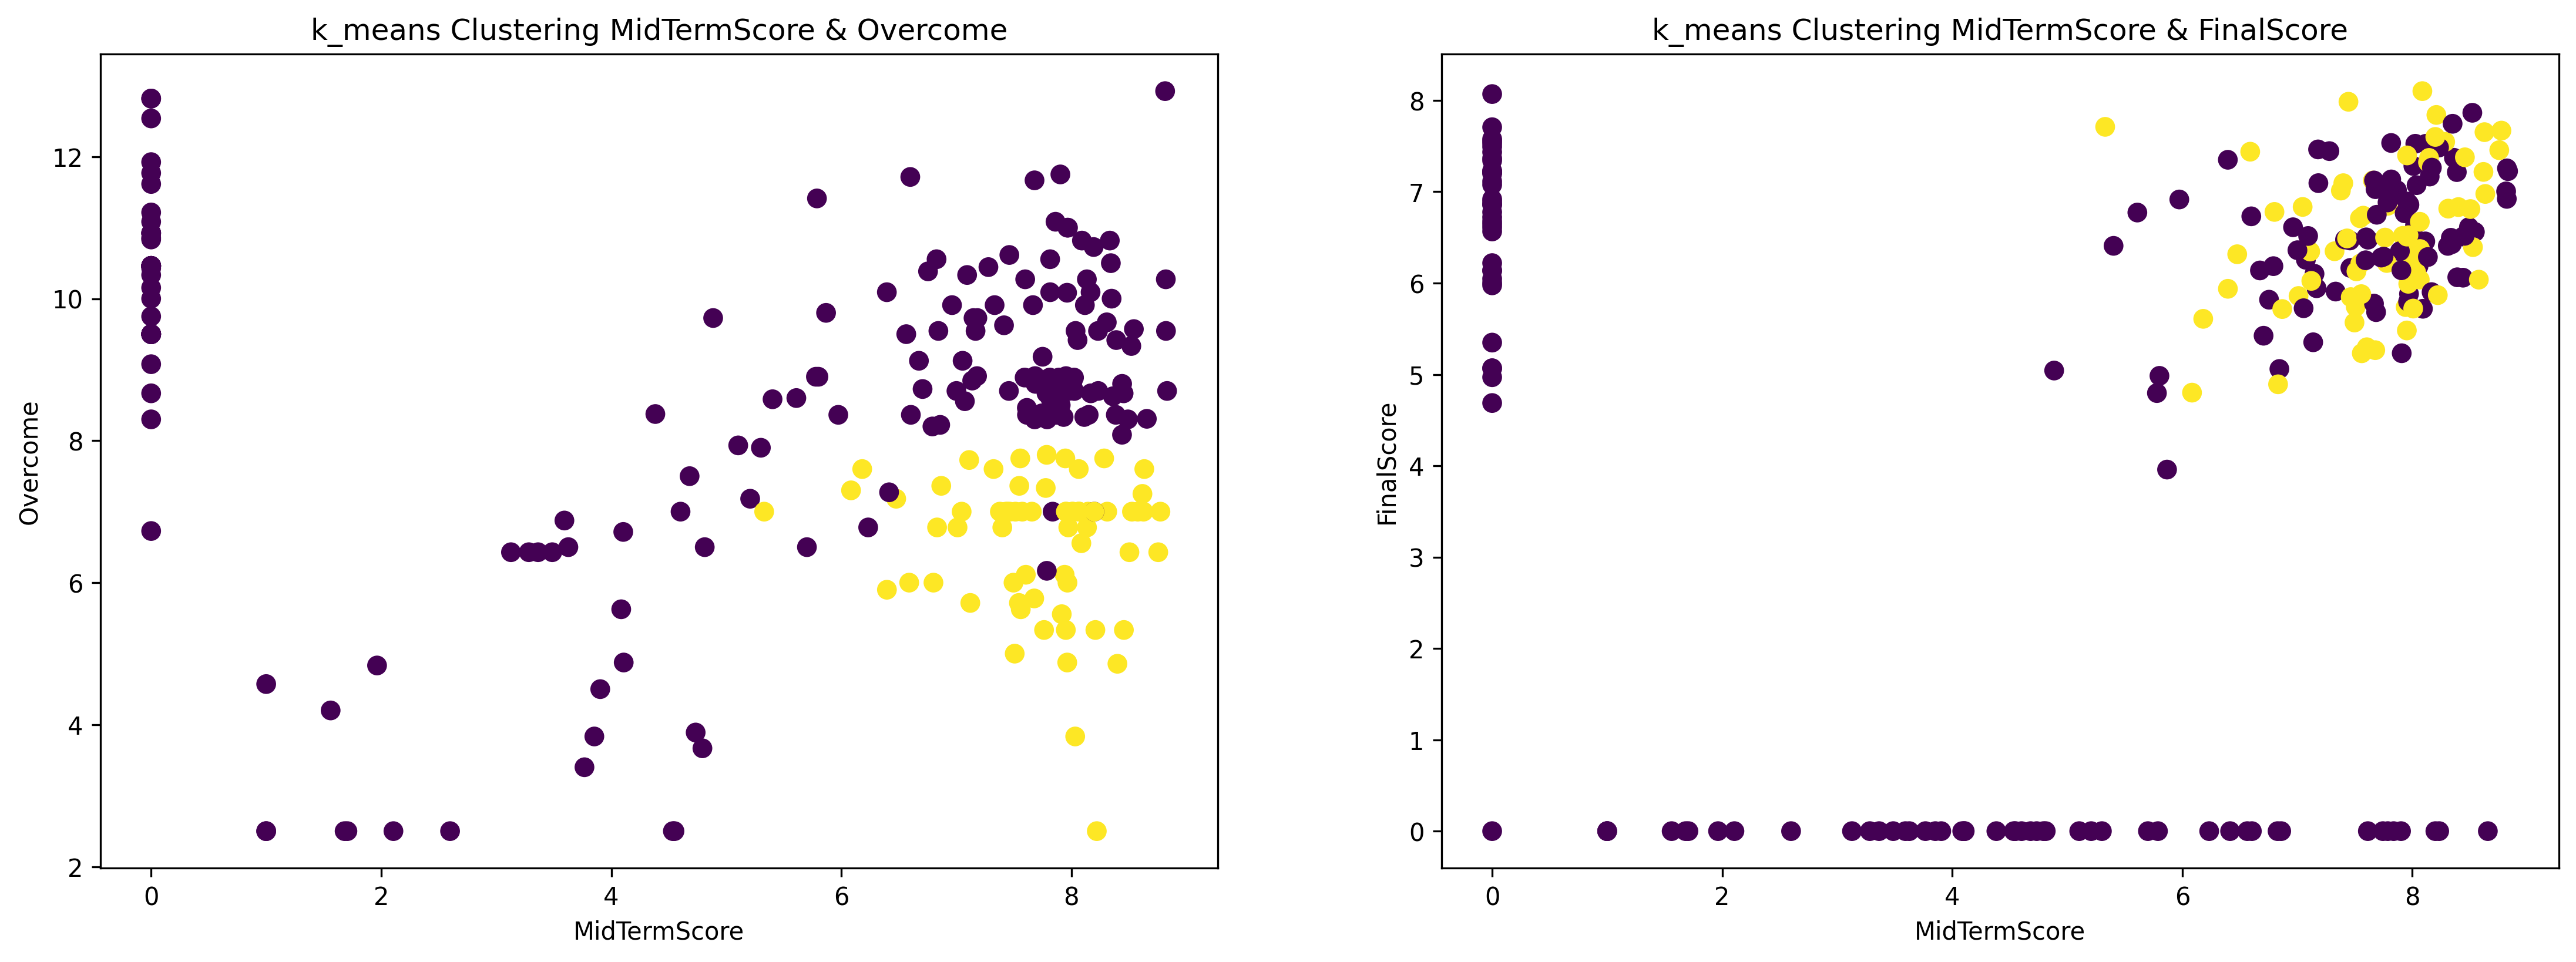 k_means Clustering MidTermScore & Overcome
12
10
8
6
4
2
Overcome
0 2 4 6 8
MidTermScore
k_means Clustering MidTermScore & FinalScore
8
7
6
5
4
3
2
1
0
FinalScore
0 2 4 6 8
MidTermScore